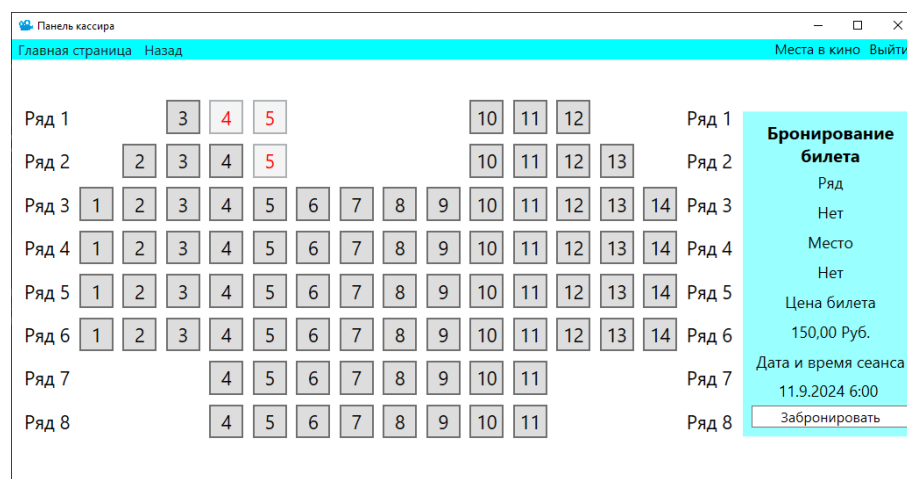 Панель кассира
Главная страница Назад Места в кино Выйти
Ряд 1 3 4 5 10 11 12 Ряд 1
Ряд 2 2 3 4 5 10 11 12 13 Ряд 2
Ряд 3 1 2 3 4 5 6 7 8 9 10 11 12 13 14 Ряд 3
Ряд 4 1 2 3 4 5 6 7 8 9 10 11 12 13 14 Ряд 4
Ряд 5 1 2 3 4 5 6 7 8 9 10 11 12 13 14 Ряд 5
Ряд 6 1 2 3 4 5 6 7 8 9 10 11 12 13 14 Ряд 6
Ряд 7 4 5 6 7 8 9 10 11 Ряд 7
Ряд 8 4 5 6 7 8 9 10 11 Ряд 8
Бронирование
билета
Ряд
Нет
Место
Нет
Цена билета
150,00 Руб.
Дата и время сеанса
11.9.2024 6:00
Забронировать